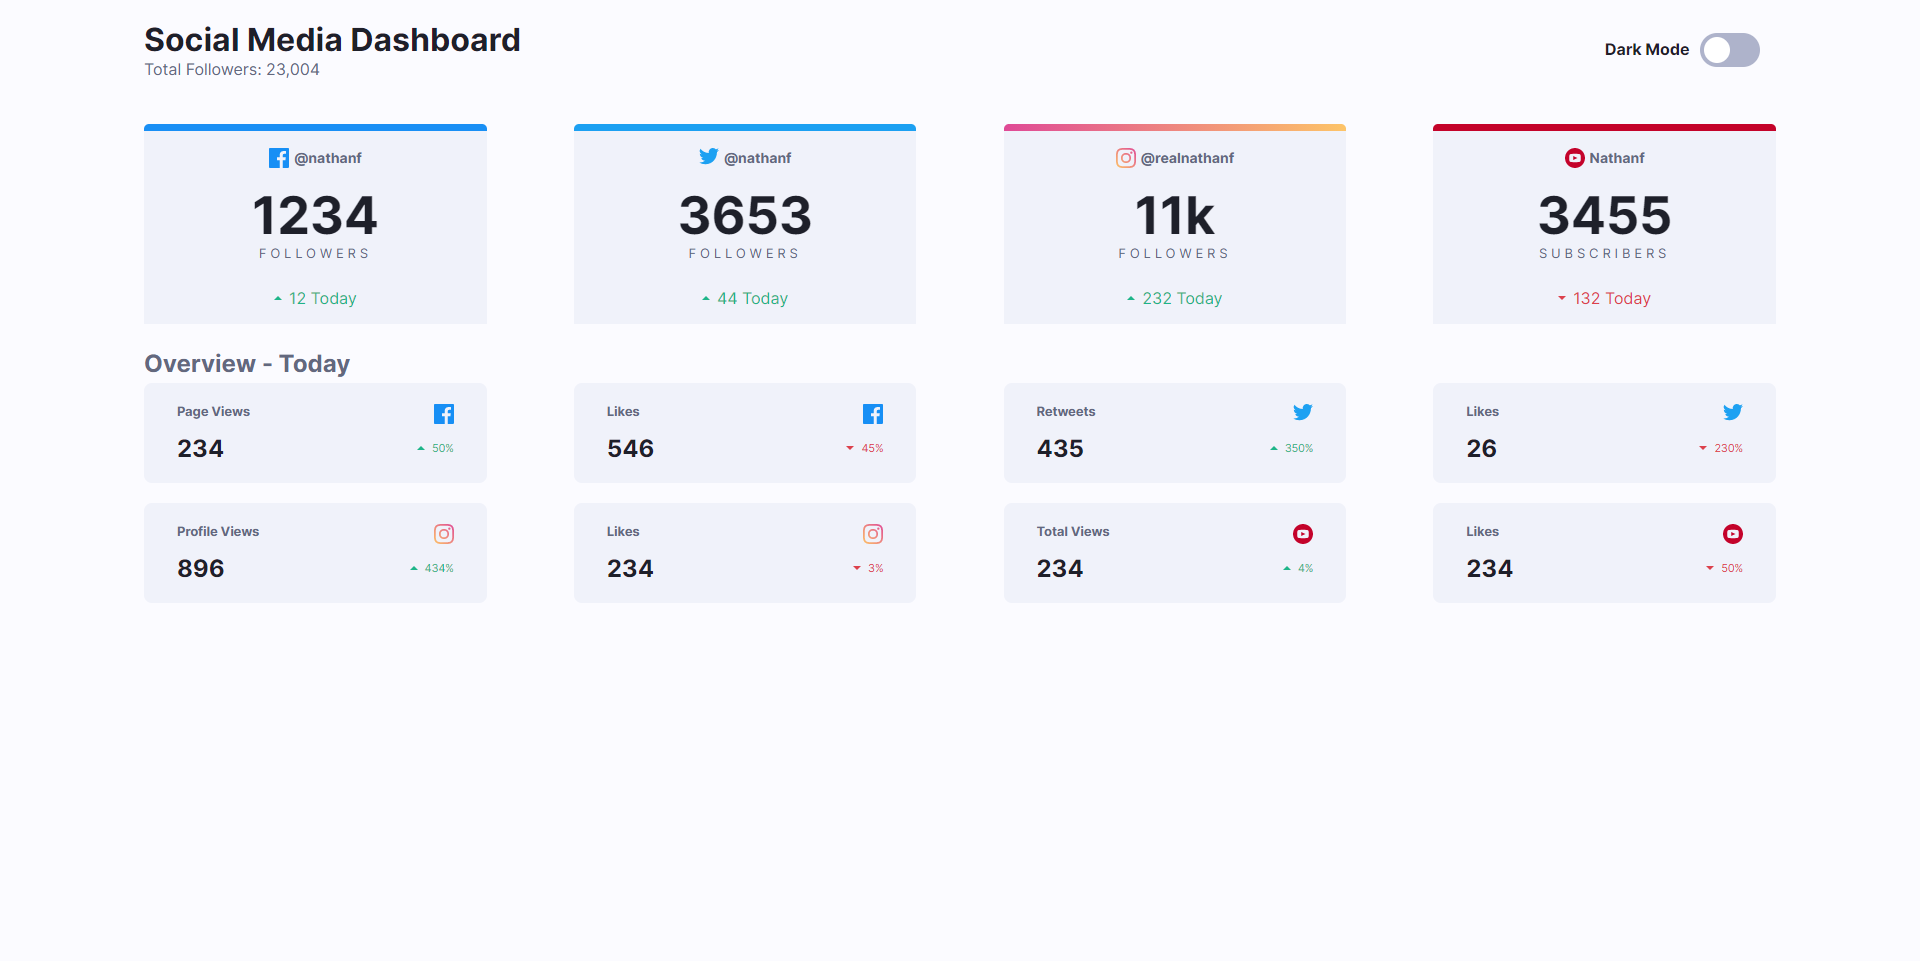 Social Media Dashboard
Total Followers: 23,004
Dark Mode
@nathanf
1234
FOLLOWERS
12 Today
@nathanf
3653
FOLLOWERS
44 Today
@realnathanf
11k
FOLLOWERS
232 Today
Nathanf
3455
SUBSCRIBERS
132 Today
Overview - Today
Page Views
234
50%
Likes
546
45%
Retweets
435
350%
Likes
26
230%
Profile Views
896
434%
Likes
234
3%
Total Views
234
4%
Likes
234
50%